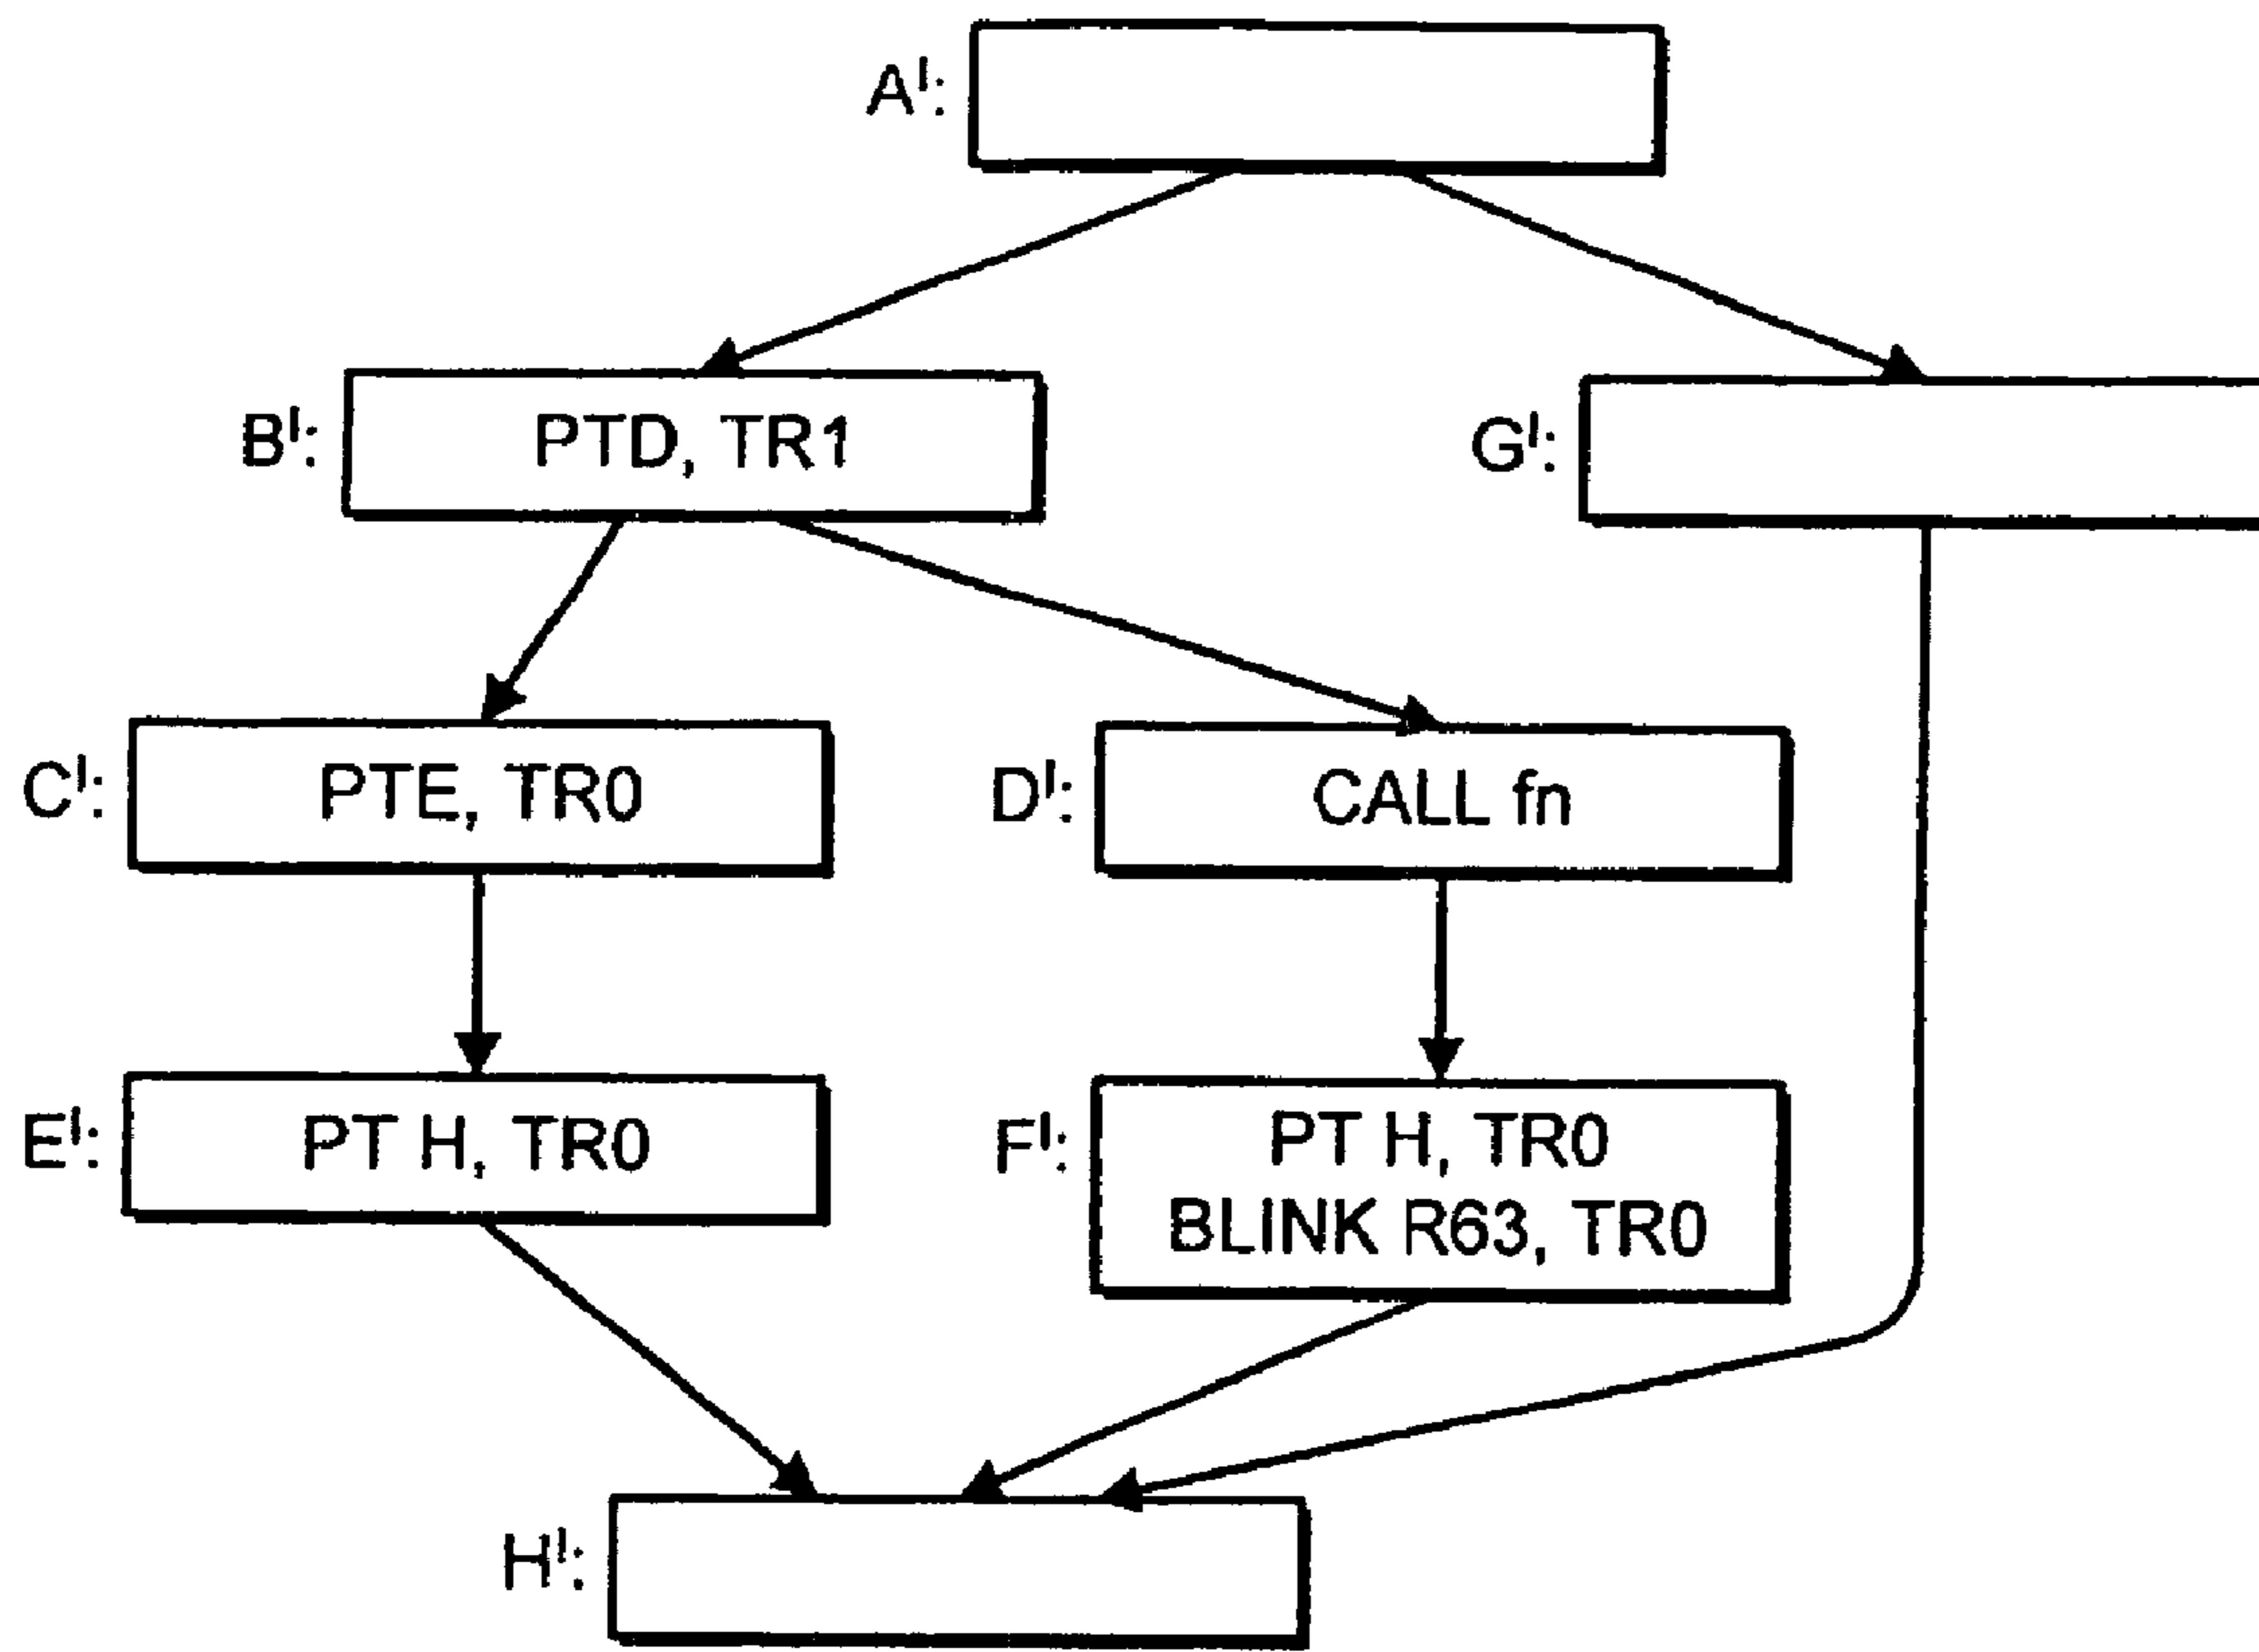 A':
B': PTD, TR1
G':
C': PTE, TR0
D': CALL fn
E': PT H, TR0
F': PT H, TR0
BLINK R63, TR0
H':